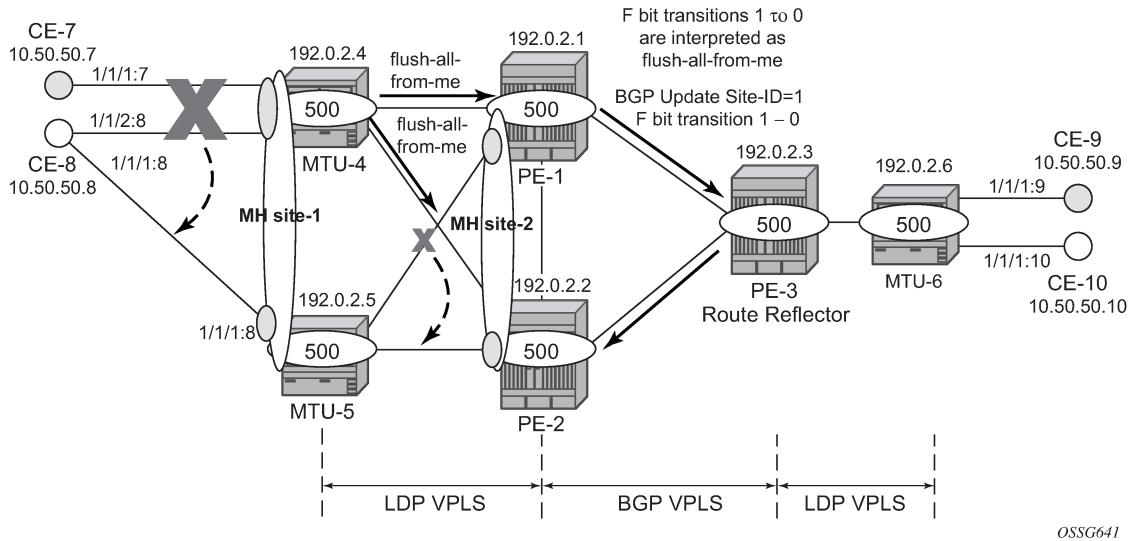 CE-7
10.50.50.7
1/1/1:7
1/1/2:8
CE-8
10.50.50.8
1/1/1:8
192.0.2.4
500
MTU-4
MH site-1
192.0.2.5
1/1/1:8
500
MTU-5
flush-all-
from-me
flush-all-
from-me
192.0.2.1
500
PE-1
MH site-2
192.0.2.2
500
PE-2
F bit transitions 1 to 0
are interpreted as
flush-all-from-me
BGP Update Site-ID=1
F bit transition 1 – 0
192.0.2.3
500
PE-3
Route Reflector
192.0.2.6
500
MTU-6
CE-9
10.50.50.9
1/1/1:9
1/1/1:10
CE-10
10.50.50.10
LDP VPLS
BGP VPLS
LDP VPLS
OSSG641